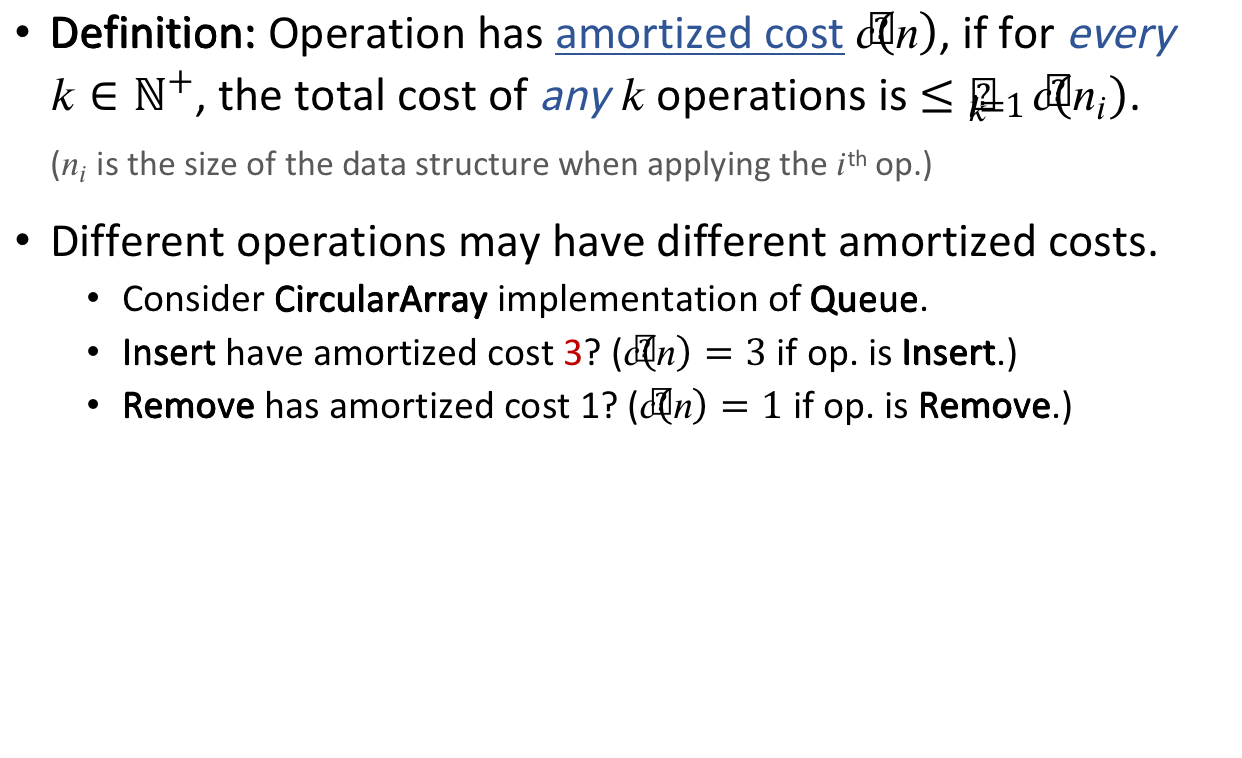 • Definition: Operation has amortized cost c(n), if for every
k ∈ ℕ⁺, the total cost of any k operations is ≤ k i=1 c(nᵢ).
(nᵢ is the size of the data structure when applying the iᵗʰ op.)
• Different operations may have different amortized costs.
• Consider CircularArray implementation of Queue.
• Insert have amortized cost 3? (c(n) = 3 if op. is Insert.)
• Remove has amortized cost 1? (c(n) = 1 if op. is Remove.)